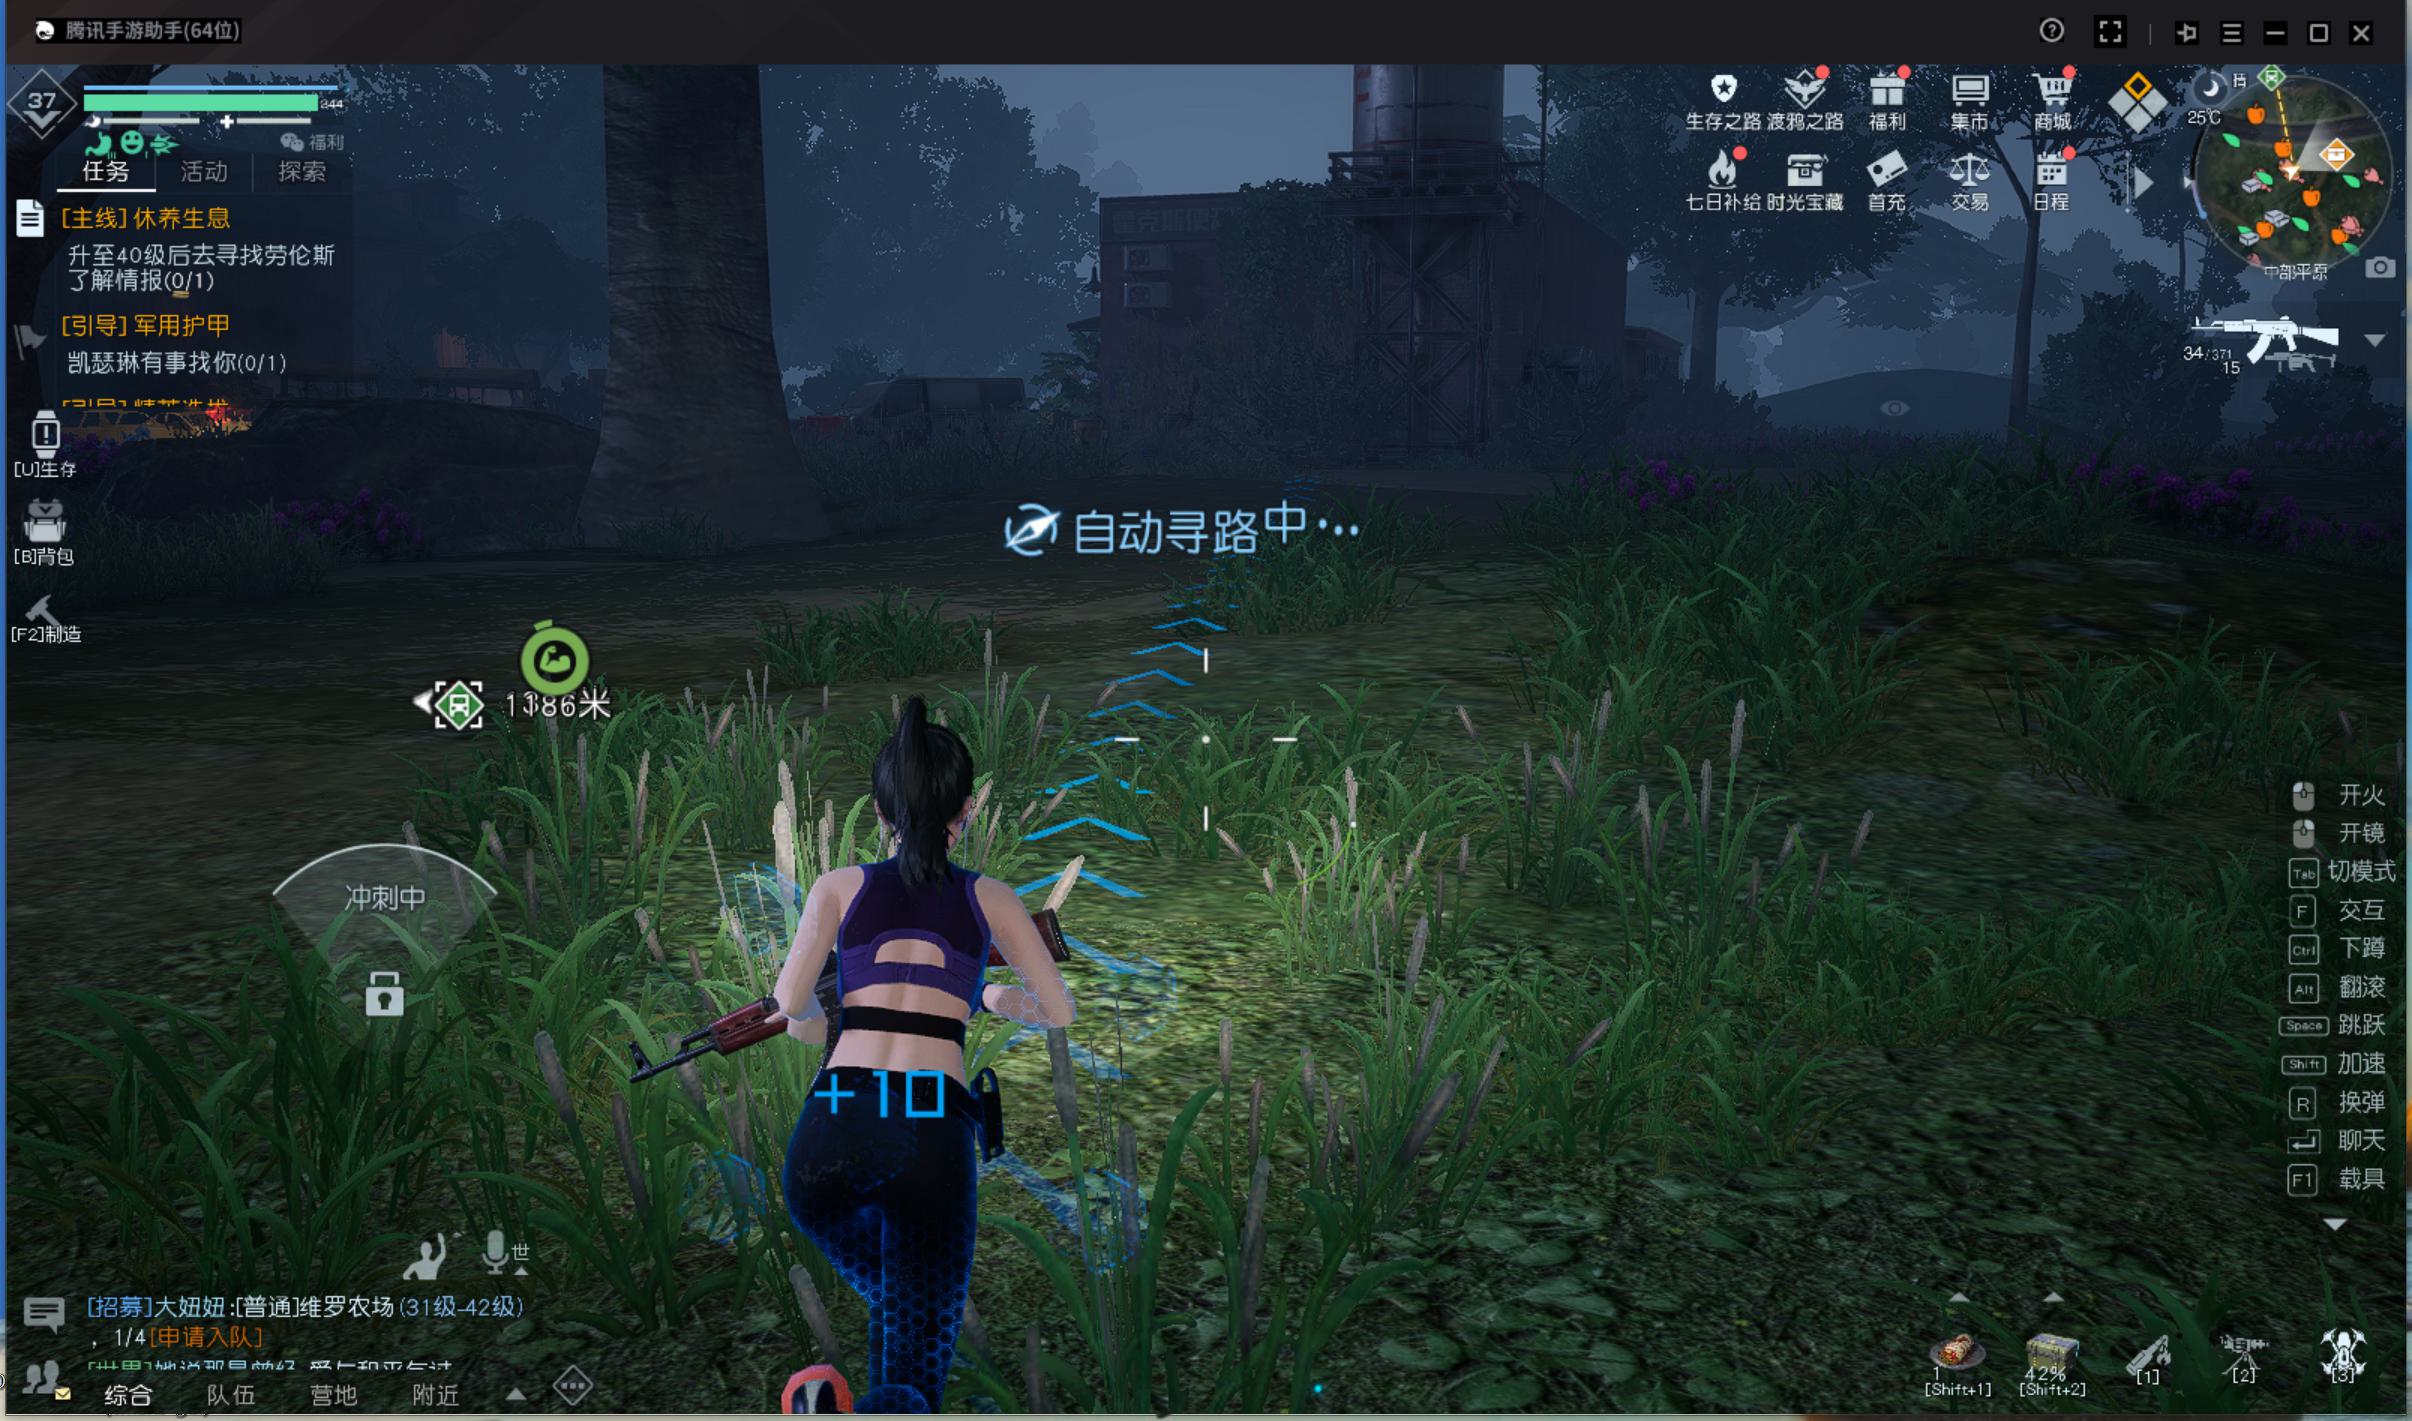 腾讯手游助手(64位)
37
344
福利
任务 活动 探索
[主线] 休养生息
升至40级后去寻找劳伦斯
了解情报(0/1)
[引导] 军用护甲
凯瑟琳有事找你(0/1)
[U]生存
[B]背包
[F2]制造
生存之路 渡鸦之路 福利 集市 商城
七日补给 时光宝藏 首充 交易 日程
25℃
中部平原
34/371
15
自动寻路中...
冲刺中
+10
开火
开镜
Tab 切模式
F 交互
Ctrl 下蹲
Alt 翻滚
Space 跳跃
Shift 加速
R 换弹
聊天
F1 载具
世
[招募]大妞妞:[普通]维罗农场(31级-42级)
，1/4[申请入队]
综合 队伍 营地 附近
1 42%
[Shift+1] [Shift+2] [1] [2] [3]